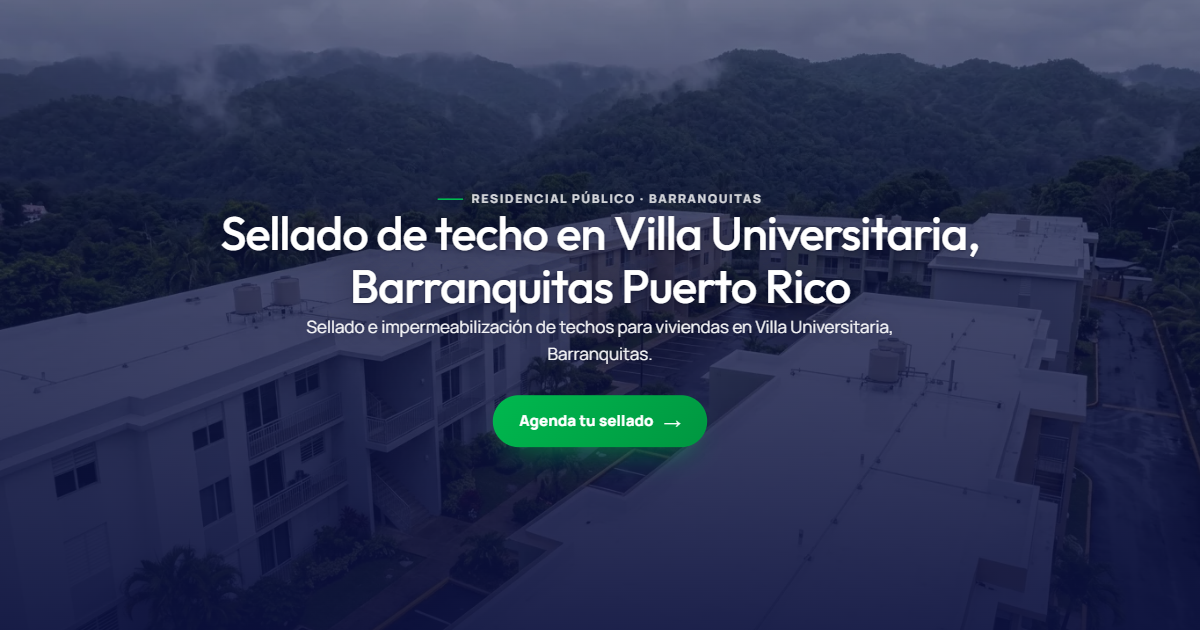 RESIDENCIAL PÚBLICO · BARRANQUITAS
Sellado de techo en Villa Universitaria,
Barranquitas Puerto Rico
Sellado e impermeabilización de techos para viviendas en Villa Universitaria,
Barranquitas.
Agenda tu sellado →